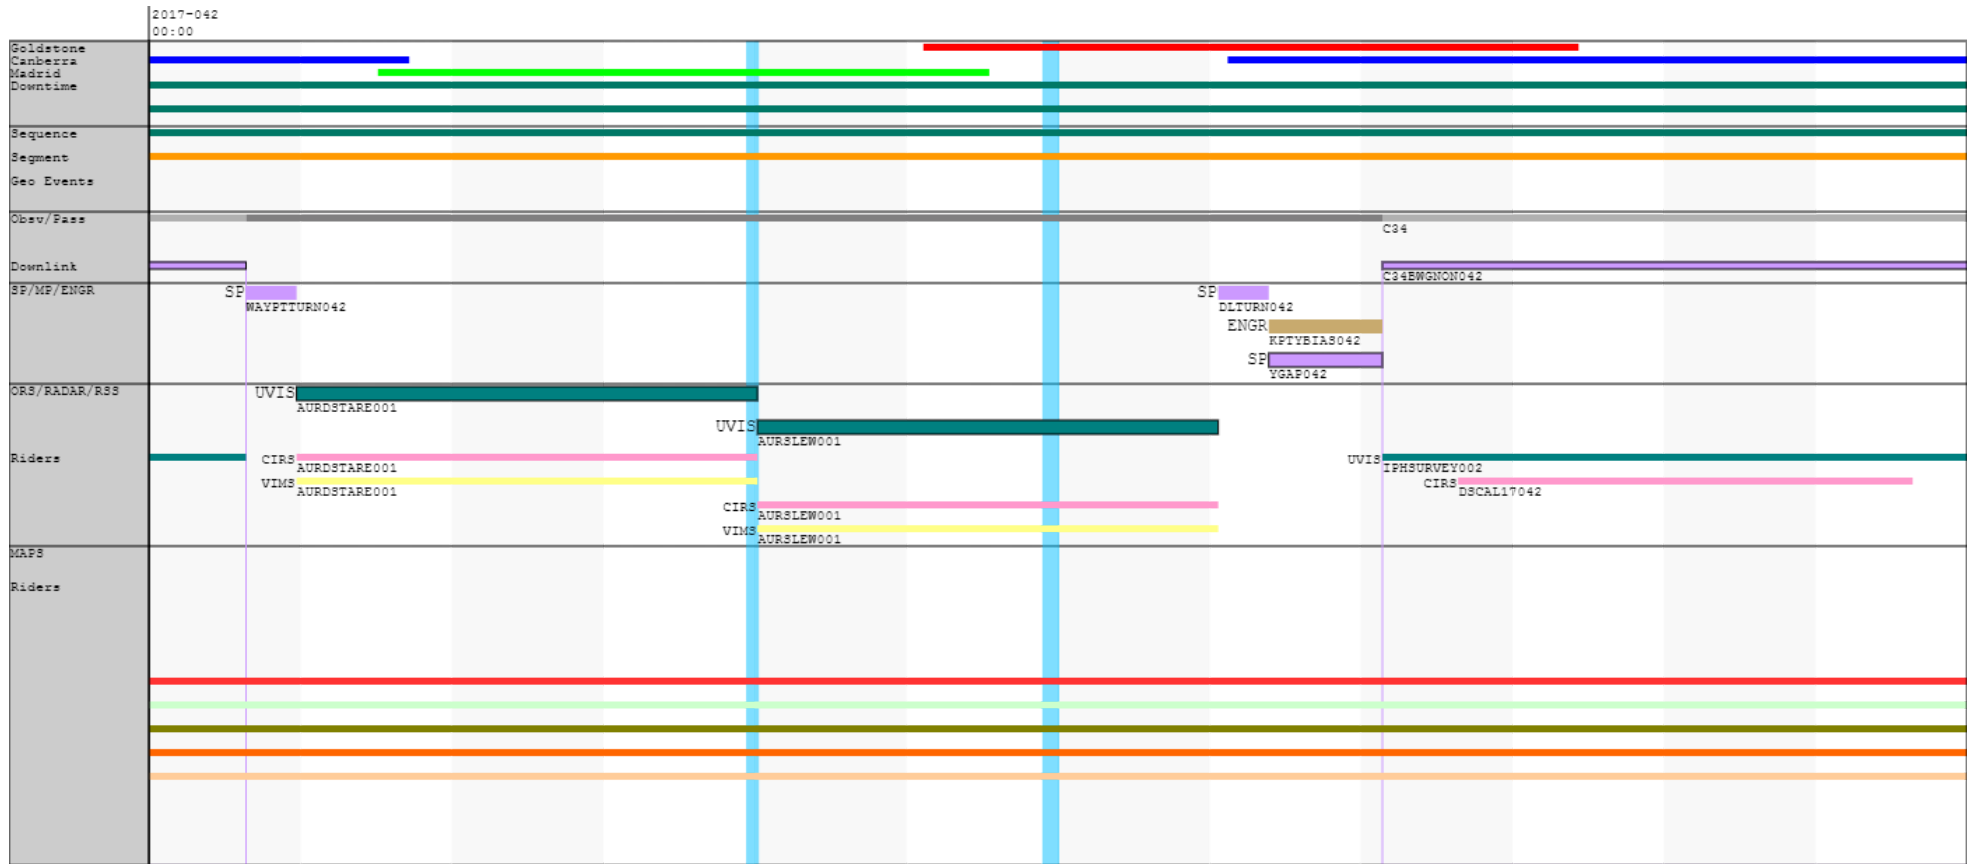 2017-042
00:00
Goldstone
Canberra
Madrid
Downtime
Sequence
Segment
Geo Events
Obsv/Pass
C34
Downlink
C34BWGNON042
SP/MP/ENGR
SP
WAYPTTURN042
SP
DLTURN042
ENGR
KPTYBIAS042
SP
YGAP042
ORS/RADAR/RSS
UVIS
AURDSTARE001
UVIS
AURSLEW001
Riders
CIRS
AURDSTARE001
UVIS
IPHSURVEY002
VIMS
AURDSTARE001
CIRS
DSCAL17042
CIRS
AURSLEW001
VIMS
AURSLEW001
MAPS
Riders